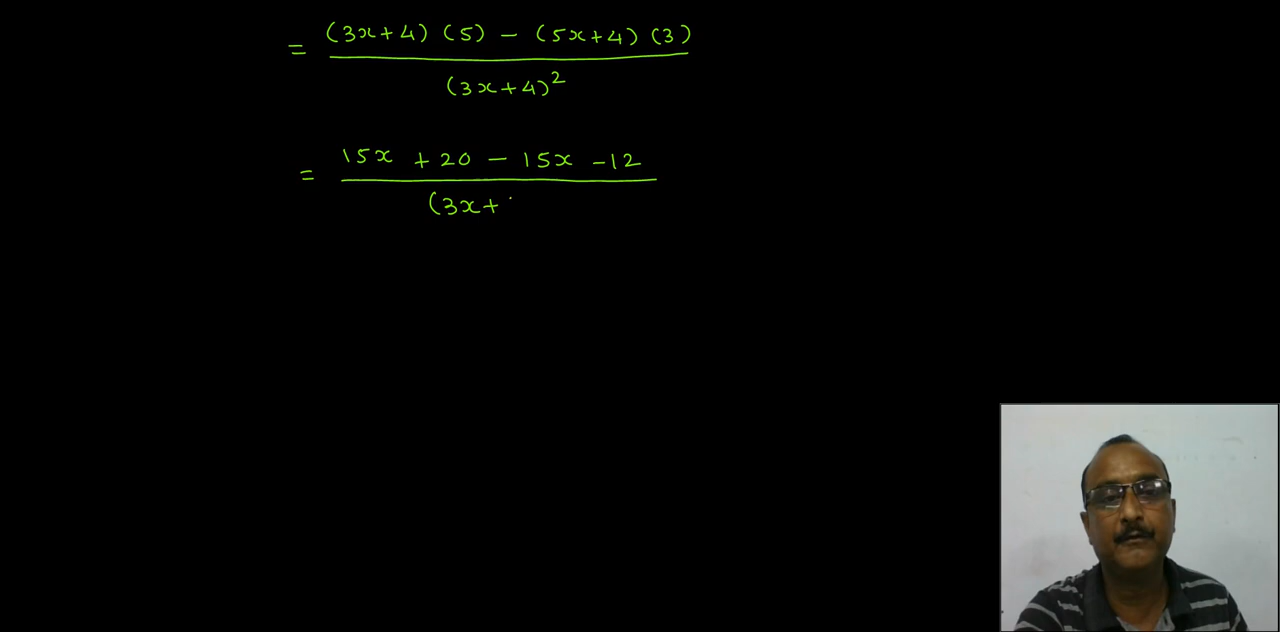 = (3x+4) (5) - (5x+4) (3)
(3x+4)²
= 15x + 20 - 15x - 12
(3x+